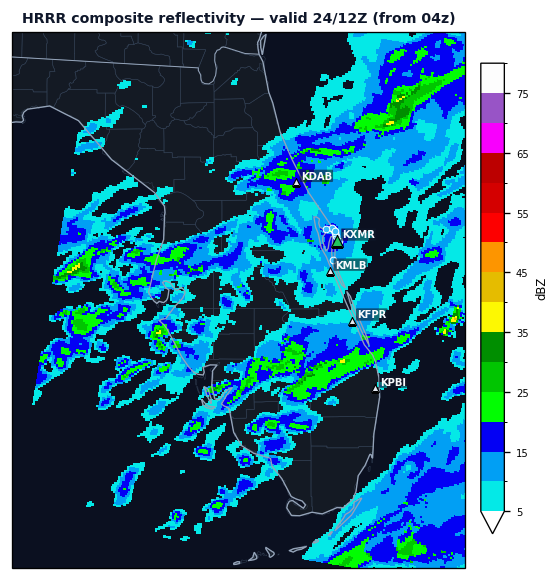 HRRR composite reflectivity — valid 24/12Z (from 04z)
KDAB
KXMR
KMLB
KFPR
KPBI
75
65
55
45
35
25
15
5
dBZ